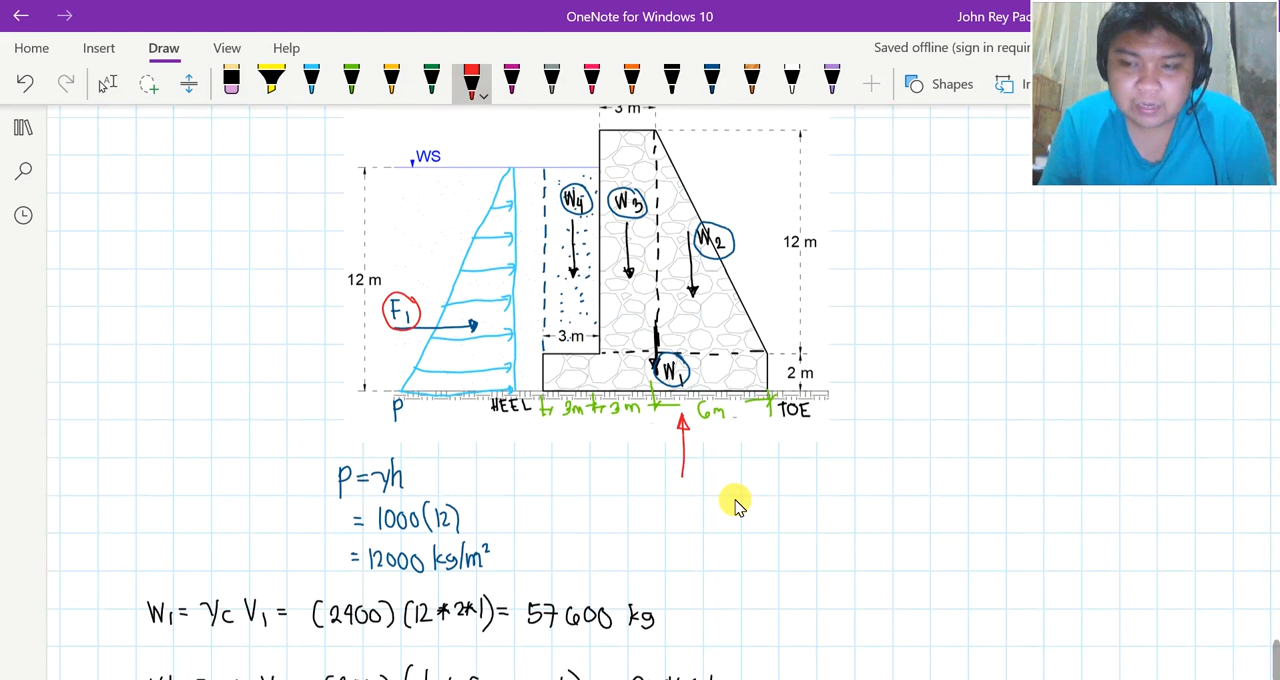 OneNote for Windows 10
John Rey Pac
Home Insert Draw View Help
Saved offline (sign in requir
Shapes
3 m
WS
W4
W3
W2
12 m
12 m
F1
3 m
W1
2 m
P
HEEL
3m
3 m
6m
TOE
P = γh
= 1000(12)
= 12000 kg/m²
W1 = γc V1 = (2400)(12*2*1) = 57600 kg